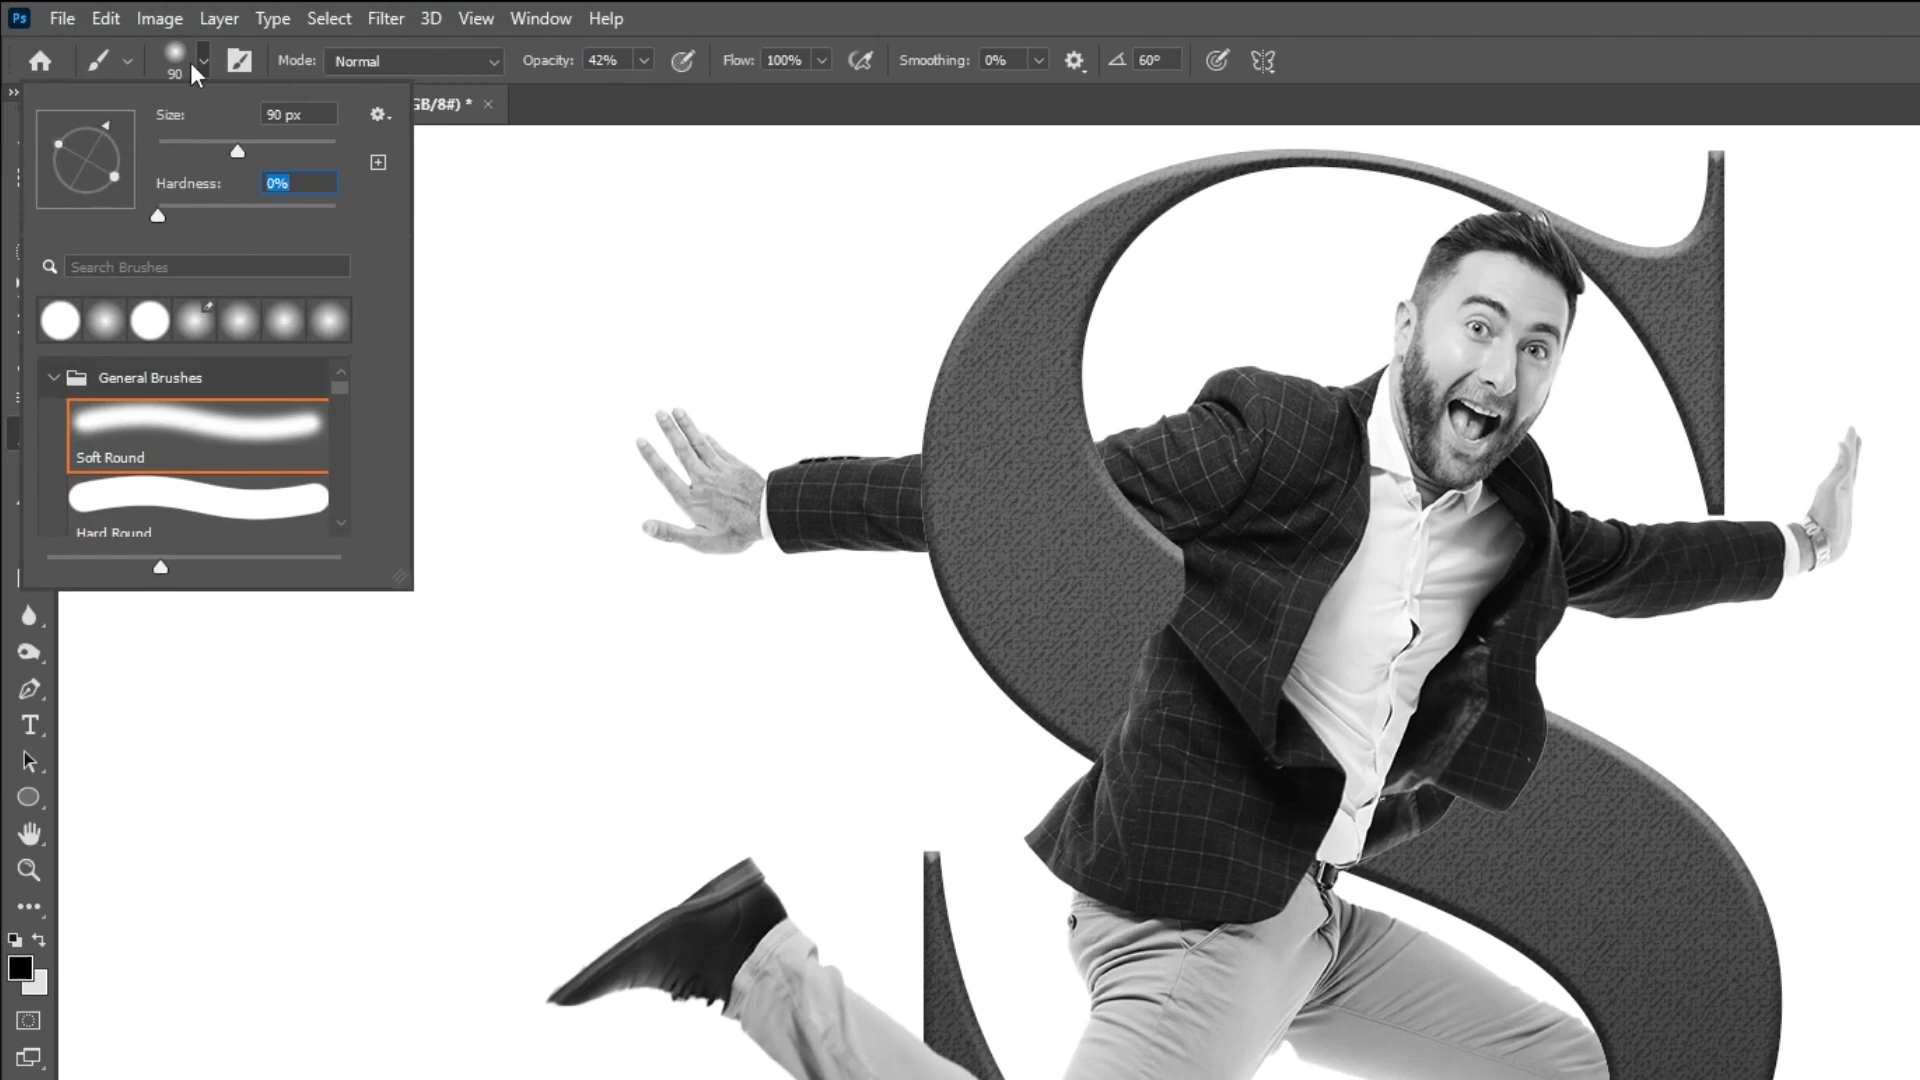 Ps File Edit Image Layer Type Select Filter 3D View Window Help
90 Mode: Normal Opacity: 42% Flow: 100% Smoothing: 0% 60°
GB/8#) * ×
Size: 90 px
Hardness: 0%
Search Brushes
General Brushes
Soft Round
Hard Round
T
S